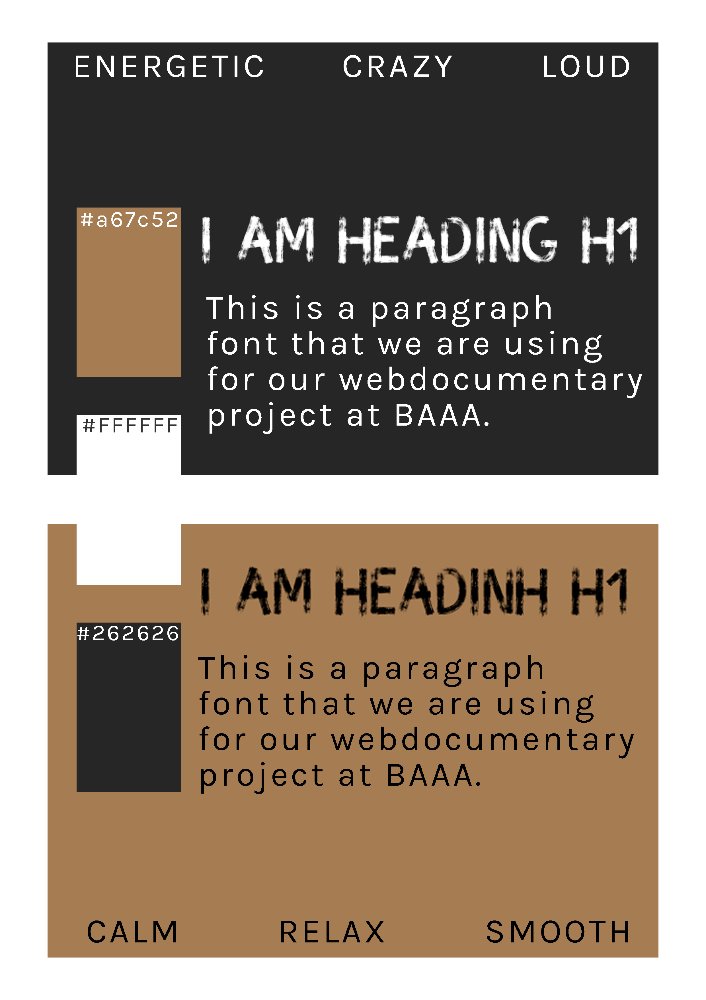 ENERGETIC CRAZY LOUD
#a67c52
I AM HEADING H1
This is a paragraph
font that we are using
for our webdocumentary
project at BAAA.
#FFFFFF
I AM HEADINH H1
#262626
This is a paragraph
font that we are using
for our webdocumentary
project at BAAA.
CALM RELAX SMOOTH